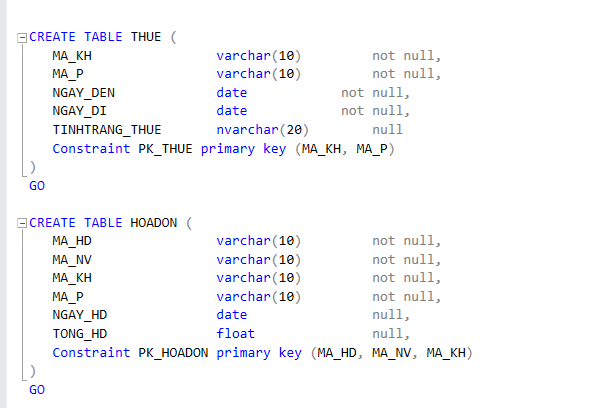 CREATE TABLE THUE (
MA_KH varchar(10) not null,
MA_P varchar(10) not null,
NGAY_DEN date not null,
NGAY_DI date not null,
TINHTRANG_THUE nvarchar(20) null
Constraint PK_THUE primary key (MA_KH, MA_P)
)
GO
CREATE TABLE HOADON (
MA_HD varchar(10) not null,
MA_NV varchar(10) not null,
MA_KH varchar(10) not null,
MA_P varchar(10) not null,
NGAY_HD date null,
TONG_HD float null,
Constraint PK_HOADON primary key (MA_HD, MA_NV, MA_KH)
)
GO